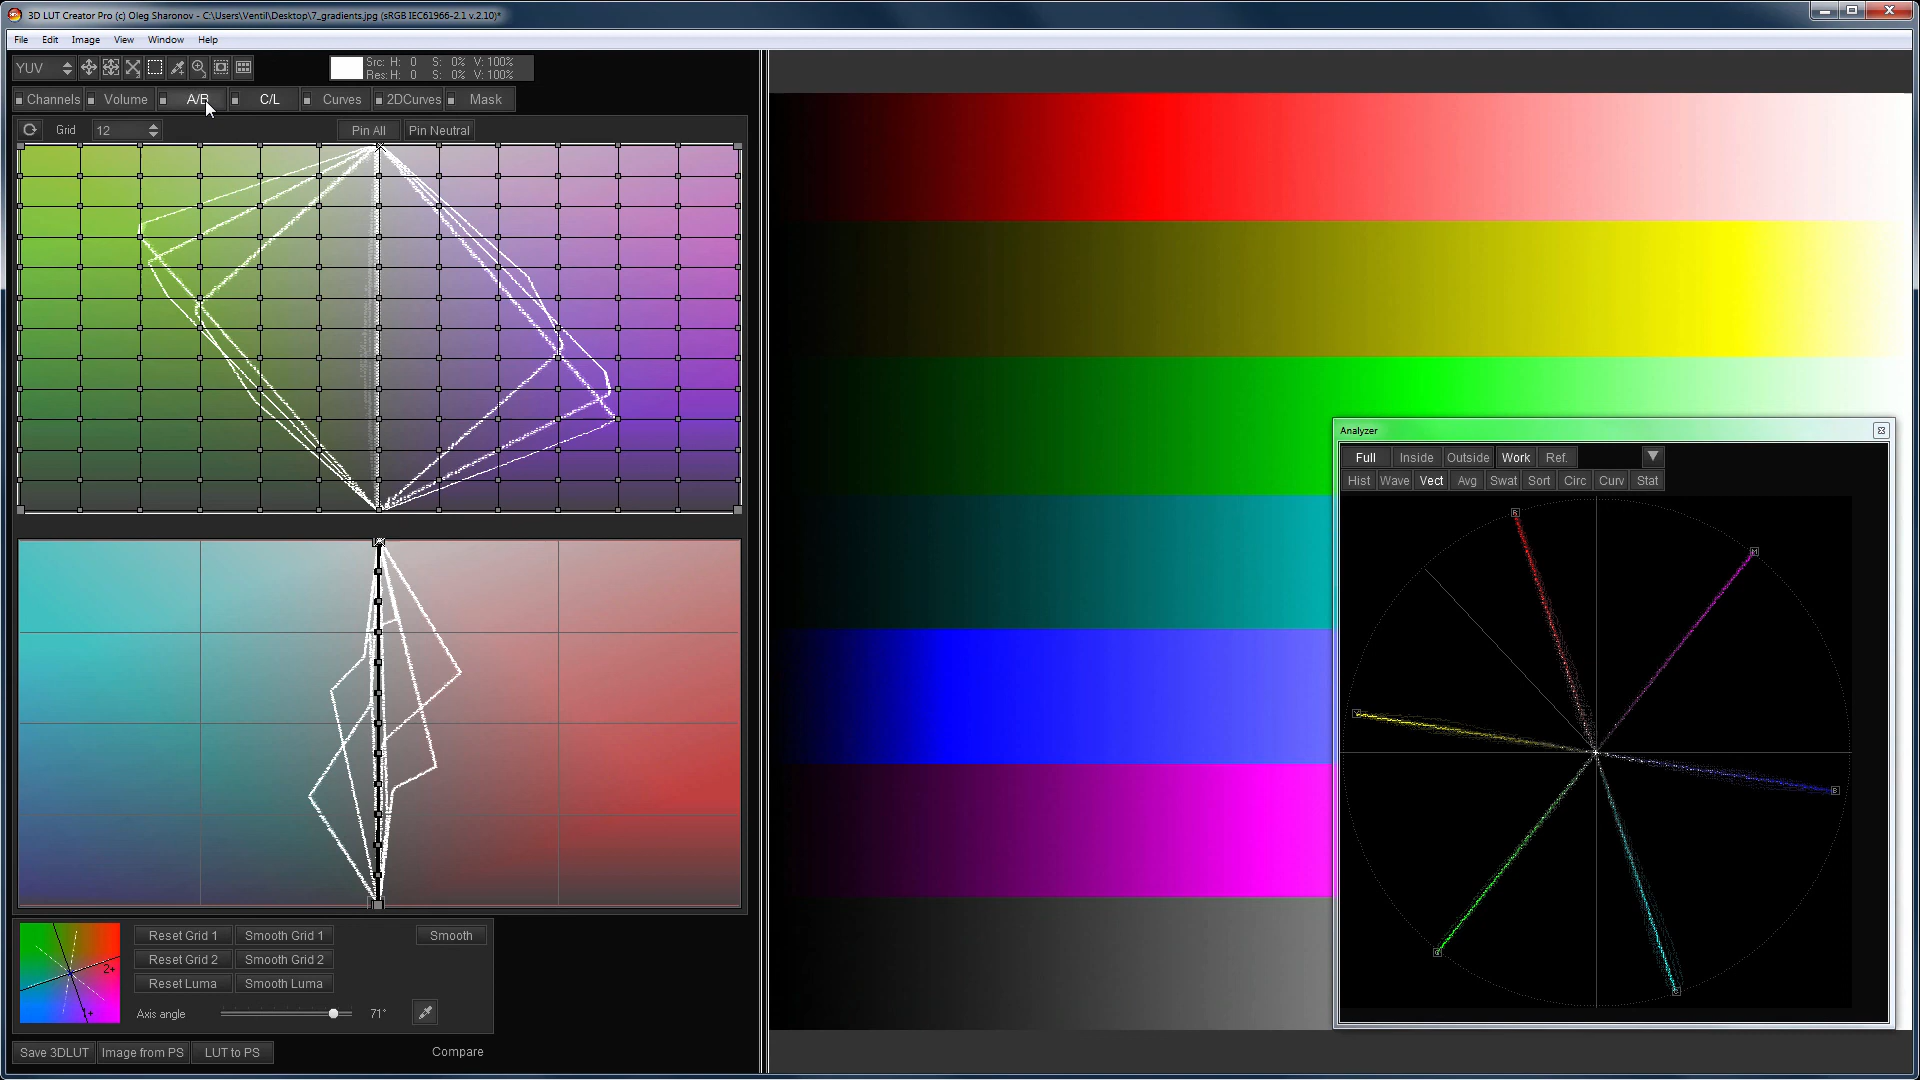 3D LUT Creator Pro (c) Oleg Sharonov - C:\Users\Ventil\Desktop\7_gradients.jpg (sRGB IEC61966-2.1 v.2.10)*
File Edit Image View Window Help
YUV
Src: H: 0 S: 0% V: 100%
Res: H: 0 S: 0% V: 100%
Channels Volume A/B C/L Curves 2DCurves Mask
Grid 12 Pin All Pin Neutral
Analyzer
Full Inside Outside Work Ref.
Hist Wave Vect Avg Swat Sort Circ Curv Stat
R
M
Y
B
G
C
2+
1+
Reset Grid 1 Smooth Grid 1 Smooth
Reset Grid 2 Smooth Grid 2
Reset Luma Smooth Luma
Axis angle 71°
Save 3DLUT Image from PS LUT to PS Compare